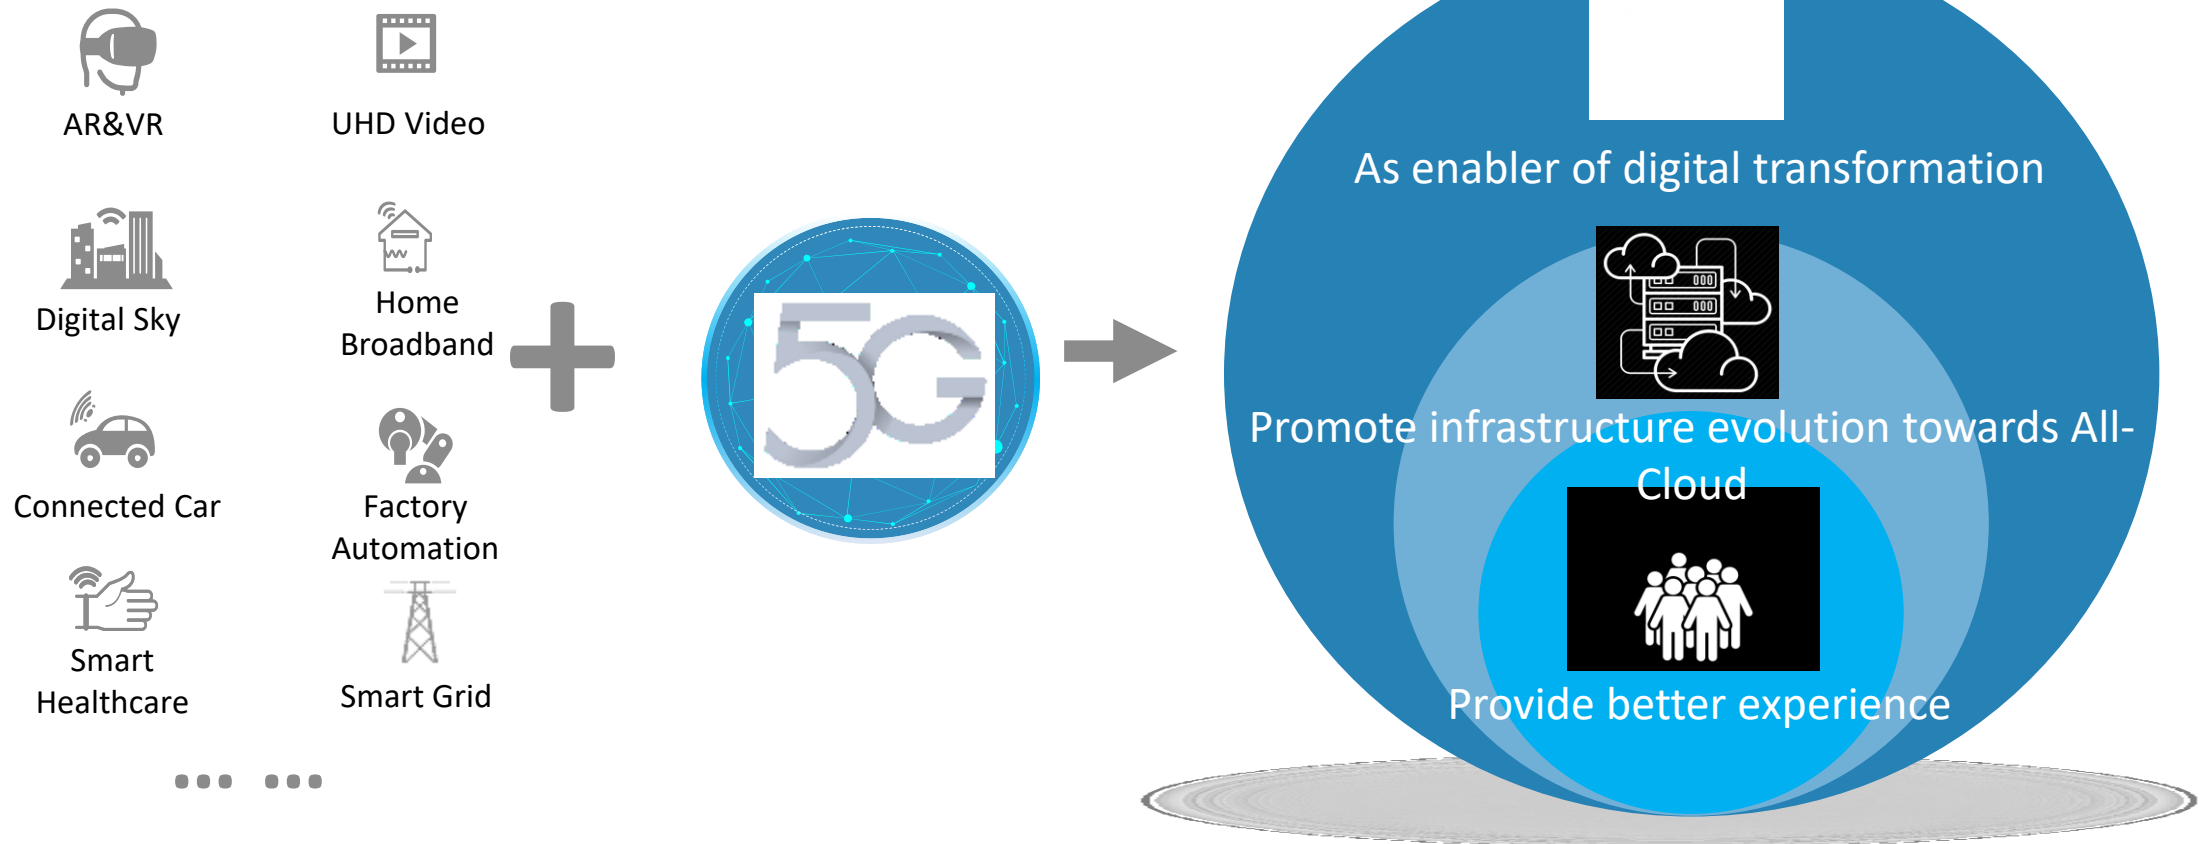 AR&VR
UHD Video
Digital Sky
Home
Broadband
Connected Car
Factory
Automation
Smart
Healthcare
Smart Grid
... ...
5G
As enabler of digital transformation
Promote infrastructure evolution towards All-
Cloud
Provide better experience